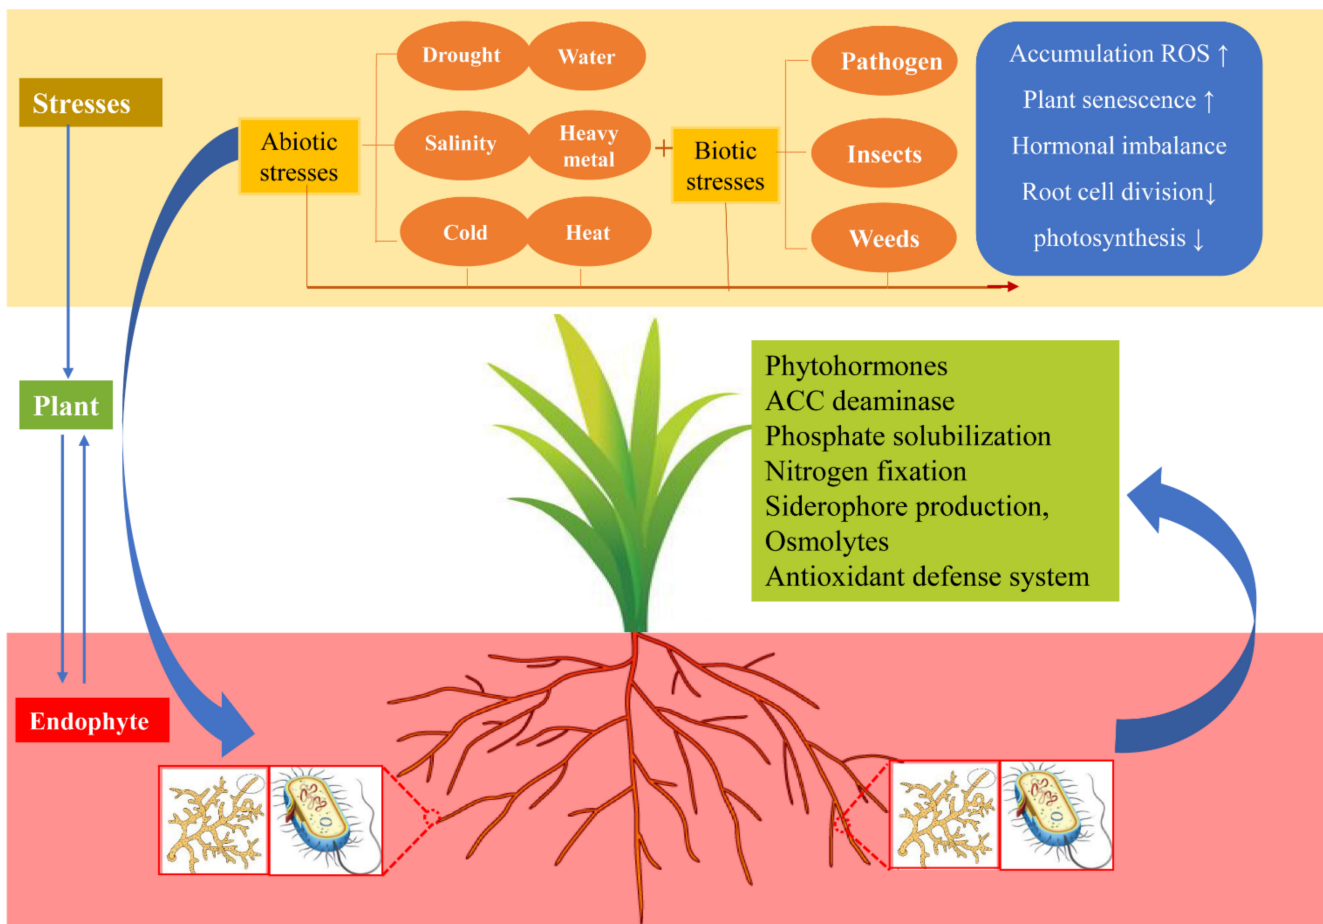 Stresses
Abiotic
stresses
Drought
Water
Salinity
Heavy
metal
Cold
Heat
+
Biotic
stresses
Pathogen
Insects
Weeds
Accumulation ROS ↑
Plant senescence ↑
Hormonal imbalance
Root cell division↓
photosynthesis ↓
Plant
Phytohormones
ACC deaminase
Phosphate solubilization
Nitrogen fixation
Siderophore production,
Osmolytes
Antioxidant defense system
Endophyte